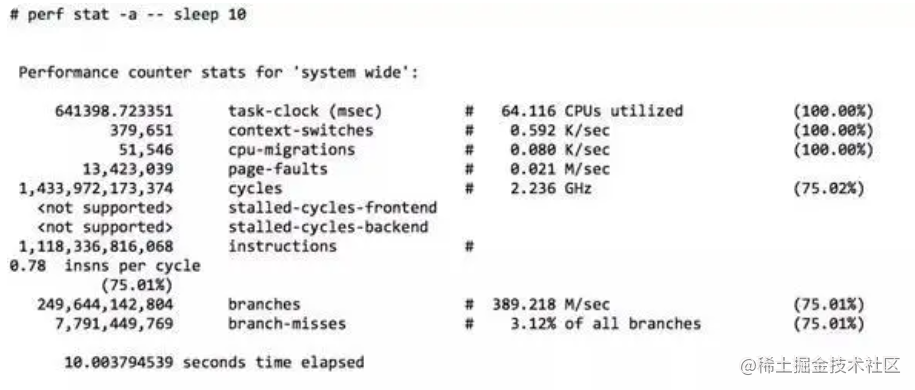 # perf stat -a -- sleep 10
Performance counter stats for 'system wide':
641398.723351 task-clock (msec) # 64.116 CPUs utilized (100.00%)
379,651 context-switches # 0.592 K/sec (100.00%)
51,546 cpu-migrations # 0.080 K/sec (100.00%)
13,423,039 page-faults # 0.021 M/sec
1,433,972,173,374 cycles # 2.236 GHz (75.02%)
<not supported> stalled-cycles-frontend
<not supported> stalled-cycles-backend
1,118,336,816,068 instructions #
0.78 insns per cycle
(75.01%)
249,644,142,804 branches # 389.218 M/sec (75.01%)
7,791,449,769 branch-misses # 3.12% of all branches (75.01%)
10.003794539 seconds time elapsed
@稀土掘金技术社区